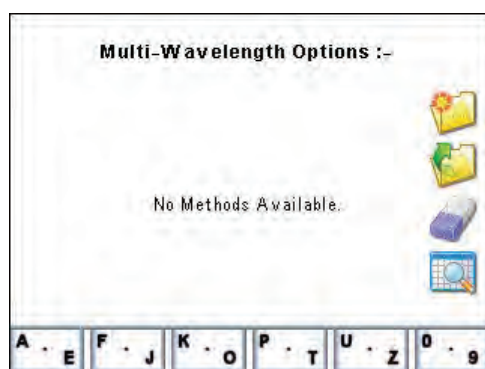 Multi-Wavelength Options :-
No Methods Available.
A . E F . J K . O P . T U . Z 0 . 9